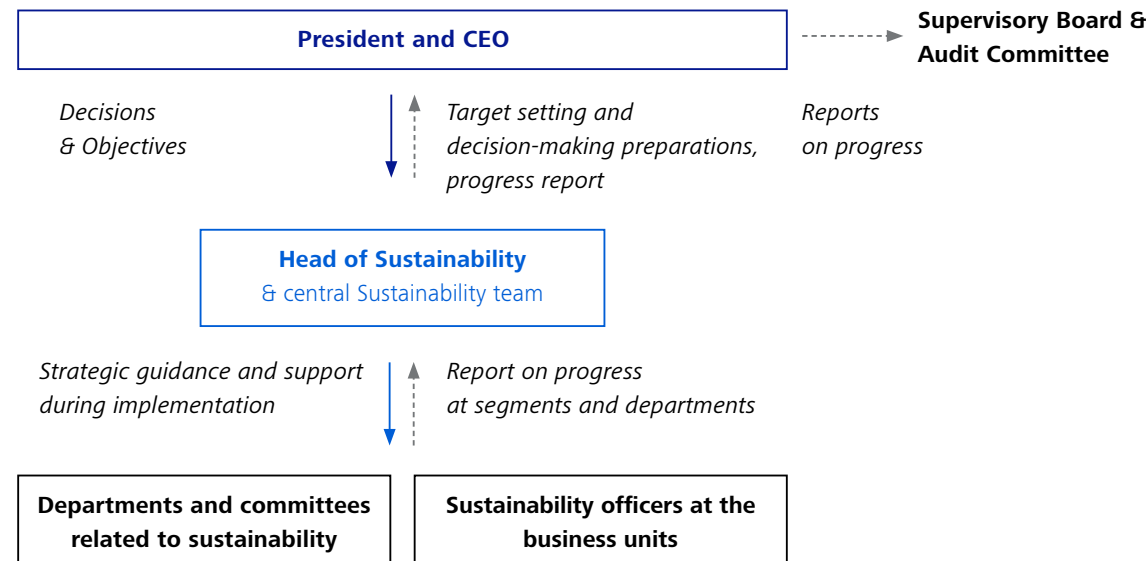 President and CEO
Supervisory Board &
Audit Committee
Decisions
& Objectives
Target setting and
decision-making preparations,
progress report
Reports
on progress
Head of Sustainability
& central Sustainability team
Strategic guidance and support
during implementation
Report on progress
at segments and departments
Departments and committees
related to sustainability
Sustainability officers at the
business units